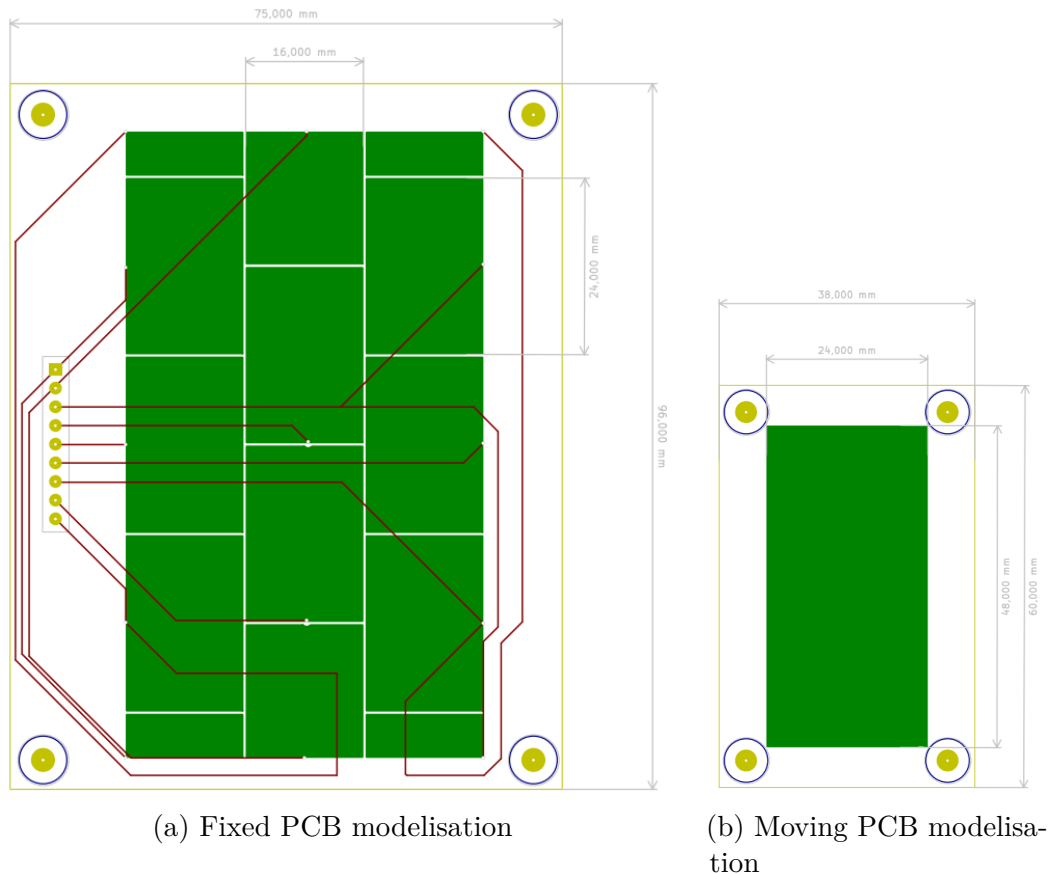 75,000 mm
16,000 mm
24,000 mm
96,000 mm
38,000 mm
24,000 mm
48,000 mm
60,000 mm
(a) Fixed PCB modelisation
(b) Moving PCB modelisa-
tion